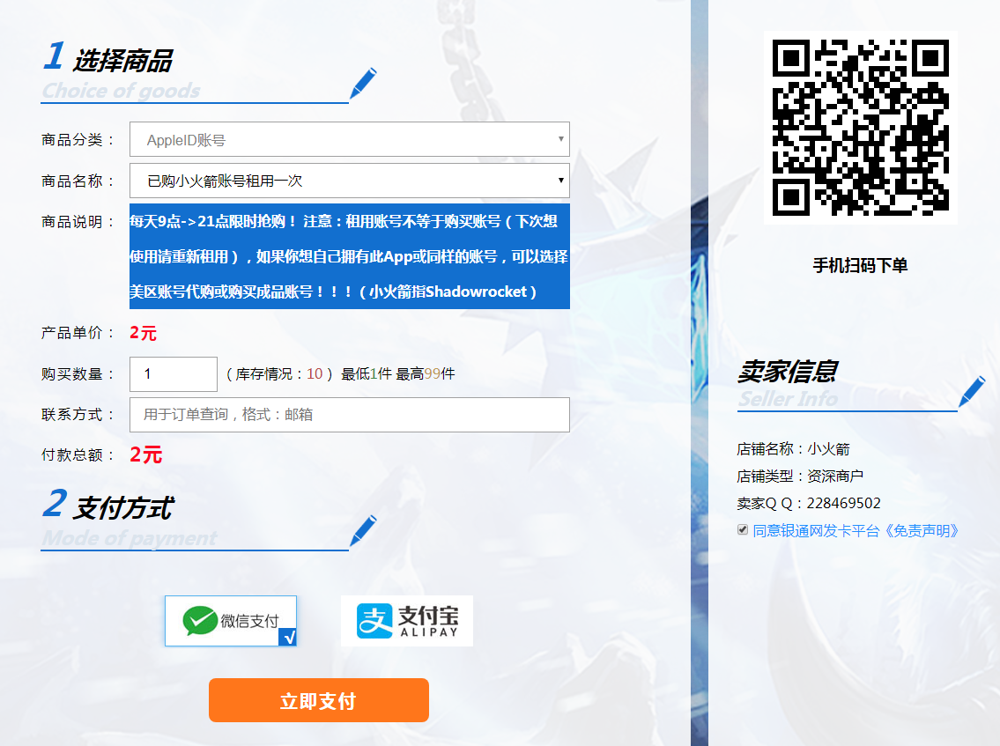 1 选择商品
Choice of goods
商品分类： AppleID账号
商品名称： 已购小火箭账号租用一次
商品说明： 每天9点->21点限时抢购！ 注意：租用账号不等于购买账号（下次想
使用请重新租用），如果你想自己拥有此App或同样的账号，可以选择
美区账号代购或购买成品账号！！！（小火箭指Shadowrocket）
产品单价： 2元
购买数量： 1 （库存情况：10） 最低1件 最高99件
联系方式： 用于订单查询，格式：邮箱
付款总额： 2元
2 支付方式
Mode of payment
微信支付
支付宝
ALIPAY
立即支付
手机扫码下单
卖家信息
Seller Info
店铺名称：小火箭
店铺类型：资深商户
卖家Q Q：228469502
同意银通网发卡平台《免责声明》